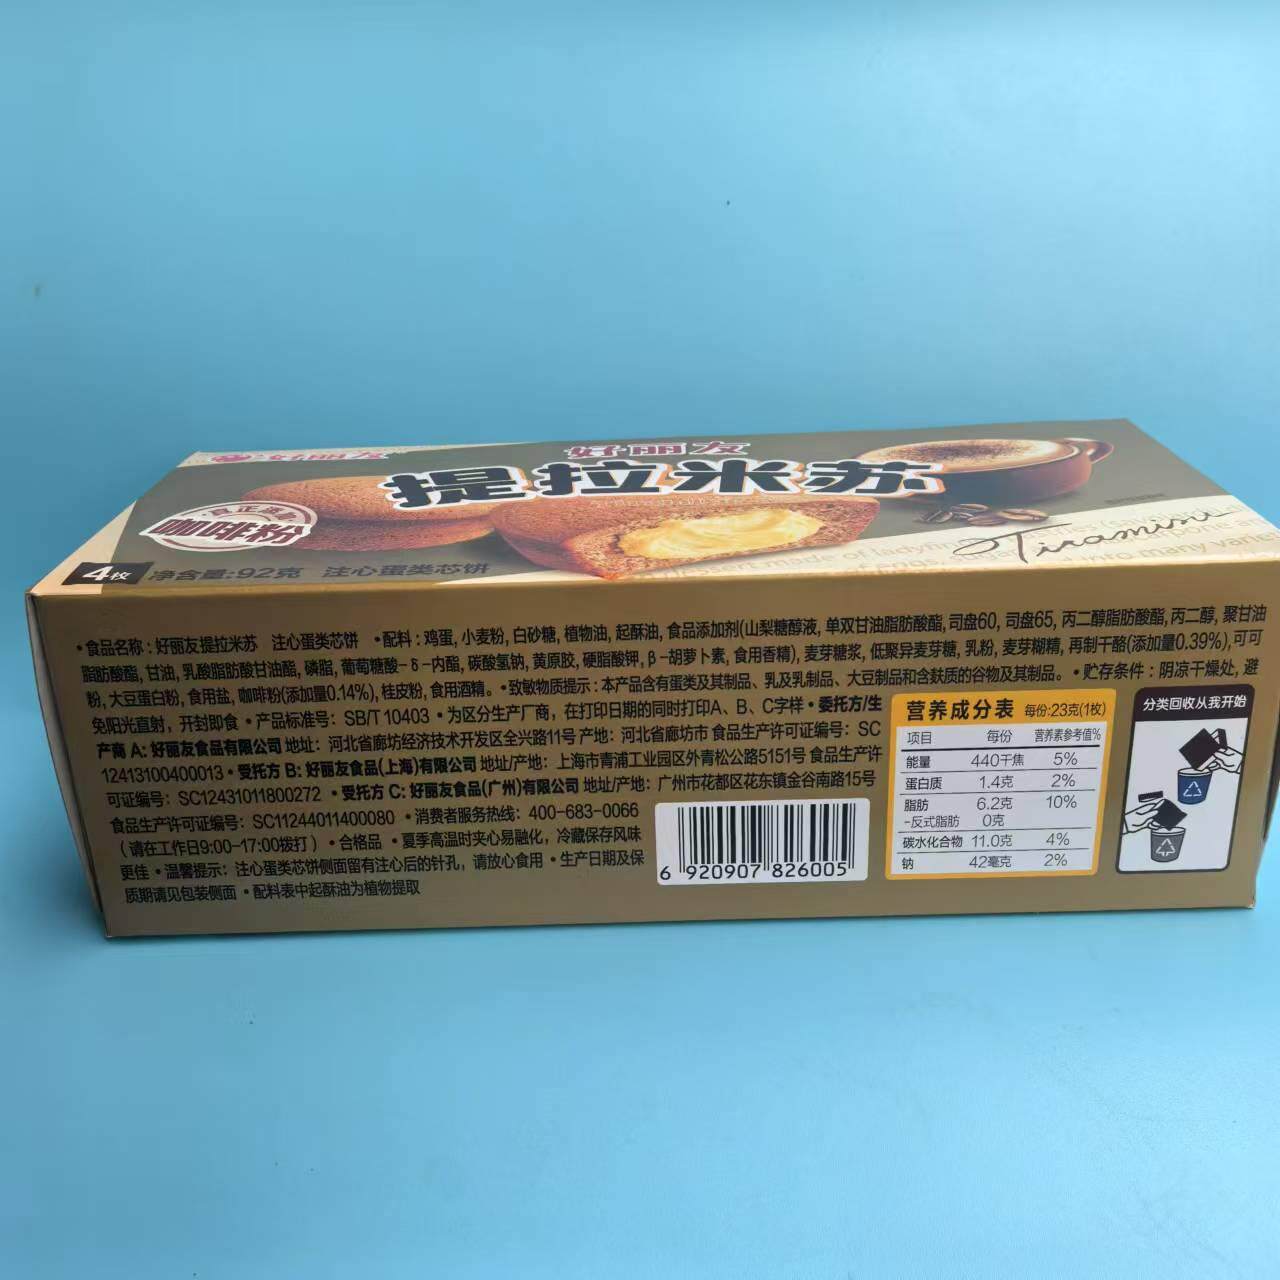 好丽友
好丽友
提拉米苏
真正添加
咖啡粉
Tiramisu
4枚 净含量:92克 注心蛋类芯饼
•食品名称:好丽友提拉米苏 注心蛋类芯饼 •配料:鸡蛋,小麦粉,白砂糖,植物油,起酥油,食品添加剂(山梨糖醇液,单双甘油脂肪酸酯,司盘60,司盘65,丙二醇脂肪酸酯,丙二醇,聚甘油
脂肪酸酯,甘油,乳酸脂肪酸甘油酯,磷脂,葡萄糖酸-δ-内酯,碳酸氢钠,黄原胶,硬脂酸钾,β-胡萝卜素,食用香精),麦芽糖浆,低聚异麦芽糖,乳粉,麦芽糊精,再制干酪(添加量0.39%),可可
粉,大豆蛋白粉,食用盐,咖啡粉(添加量0.14%),桂皮粉,食用酒精。•致敏物质提示:本产品含有蛋类及其制品、乳及乳制品、大豆制品和含麸质的谷物及其制品。•贮存条件:阴凉干燥处,避
免阳光直射,开封即食 •产品标准号:SB/T 10403 •为区分生产厂商,在打印日期的同时打印A、B、C字样 •委托方/生
产商 A:好丽友食品有限公司 地址:河北省廊坊经济技术开发区全兴路11号 产地:河北省廊坊市 食品生产许可证编号:SC
12413100400013 •受托方 B:好丽友食品(上海)有限公司 地址/产地:上海市青浦工业园区外青松公路5151号 食品生产许
可证编号:SC12431011800272 •受托方 C:好丽友食品(广州)有限公司 地址/产地:广州市花都区花东镇金谷南路15号
食品生产许可证编号:SC11244011400080 •消费者服务热线:400-683-0066
(请在工作日9:00-17:00拨打) •合格品 •夏季高温时夹心易融化,冷藏保存风味
更佳 •温馨提示:注心蛋类芯饼侧面留有注心后的针孔,请放心食用 •生产日期及保
质期请见包装侧面 •配料表中起酥油为植物提取
6 920907 826005
营养成分表 每份:23克(1枚)
项目 每份 营养素参考值%
能量 440千焦 5%
蛋白质 1.4克 2%
脂肪 6.2克 10%
-反式脂肪 0克
碳水化合物 11.0克 4%
钠 42毫克 2%
分类回收从我开始